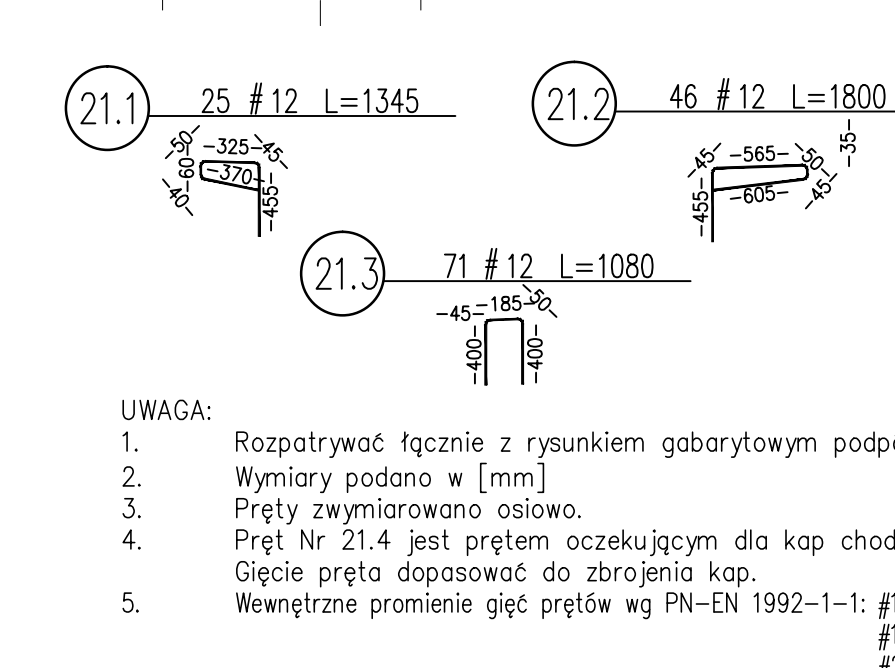 21.1 25 #12 L=1345
-50-
-325-
-45-
-60-
-370-
-40-
-455-
21.2 46 #12 L=1800
-35-
-45-
-565-
-50-
-455-
-605-
-45-
21.3 71 #12 L=1080
-50-
-45-
-185-
-400-
-400-
UWAGA:
1. Rozpatrywać łącznie z rysunkiem gabarytowym
2. Wymiary podano w [mm]
3. Pręty zwymiarowano osiowo.
4. Pręt Nr 21.4 jest prętem oczekującym dla kap
Gięcie pręta dopasować do zbrojenia kap.
5. Wewnętrzne promienie gięć prętów wg PN-EN 1992-1-1: